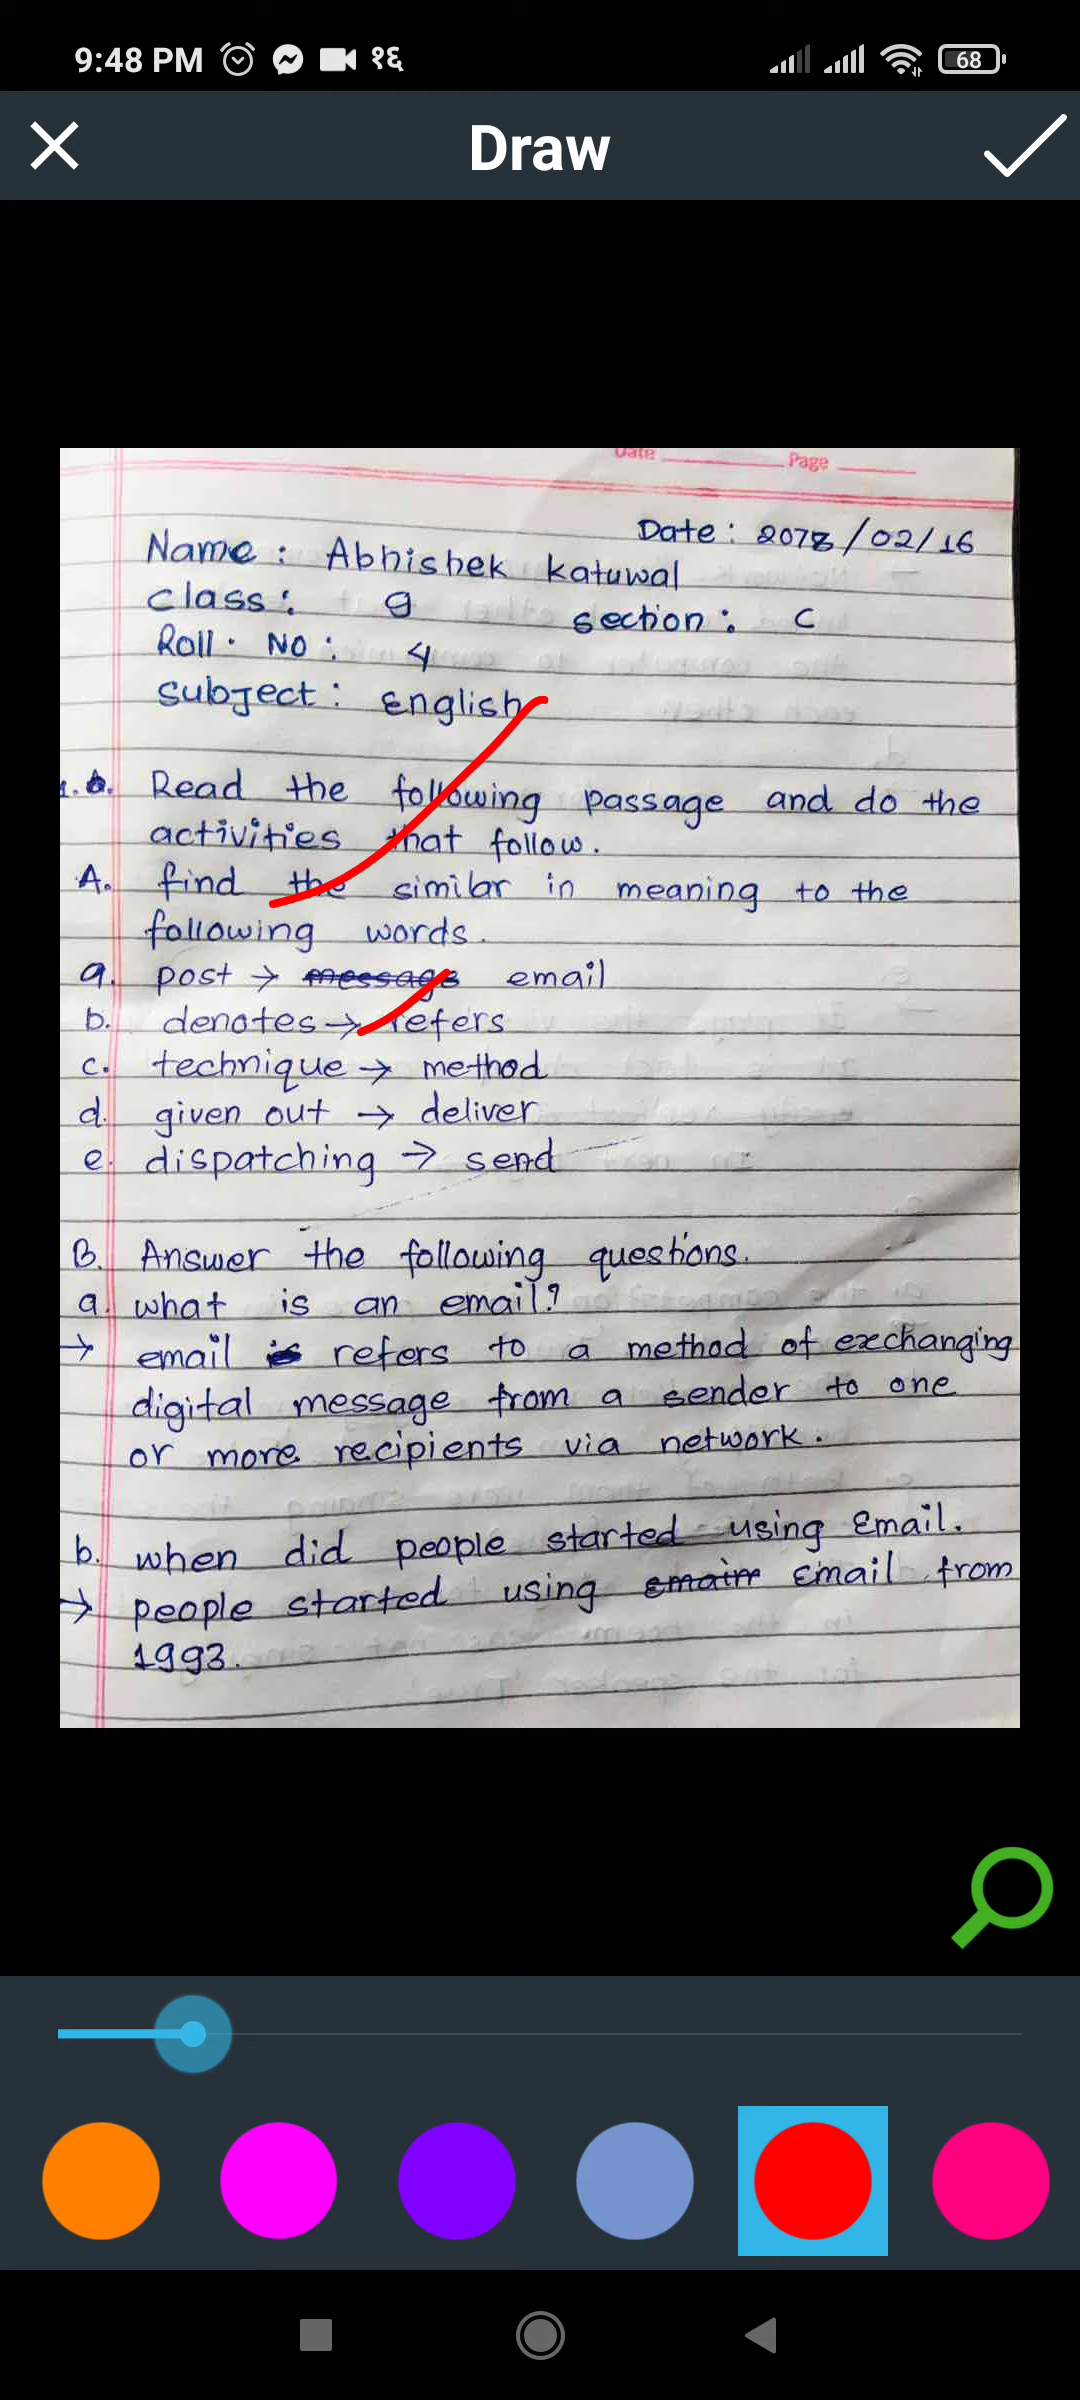 9:48 PM १६ 68
Draw
Date Page
Date : 2078/02/16
Name : Abhishek katuwal
class : 9 section : C
Roll . No : 4
subject : English
1. Read the following passage and do the
activities that follow.
A. find the similar in meaning to the
following words.
a. post → message email
b. denotes → refers
c. technique → method
d. given out → deliver
e. dispatching → send
B. Answer the following questions.
a. what is an email?
→ email is refers to a method of exchanging
digital message from a sender to one
or more recipients via network.
b. when did people started using Email.
→ people started using Email from
1993.